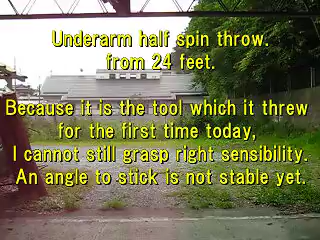 Underarm half spin throw.
from 24 feet.
Because it is the tool which it threw
for the first time today,
I cannot still grasp right sensibility.
An angle to stick is not stable yet.